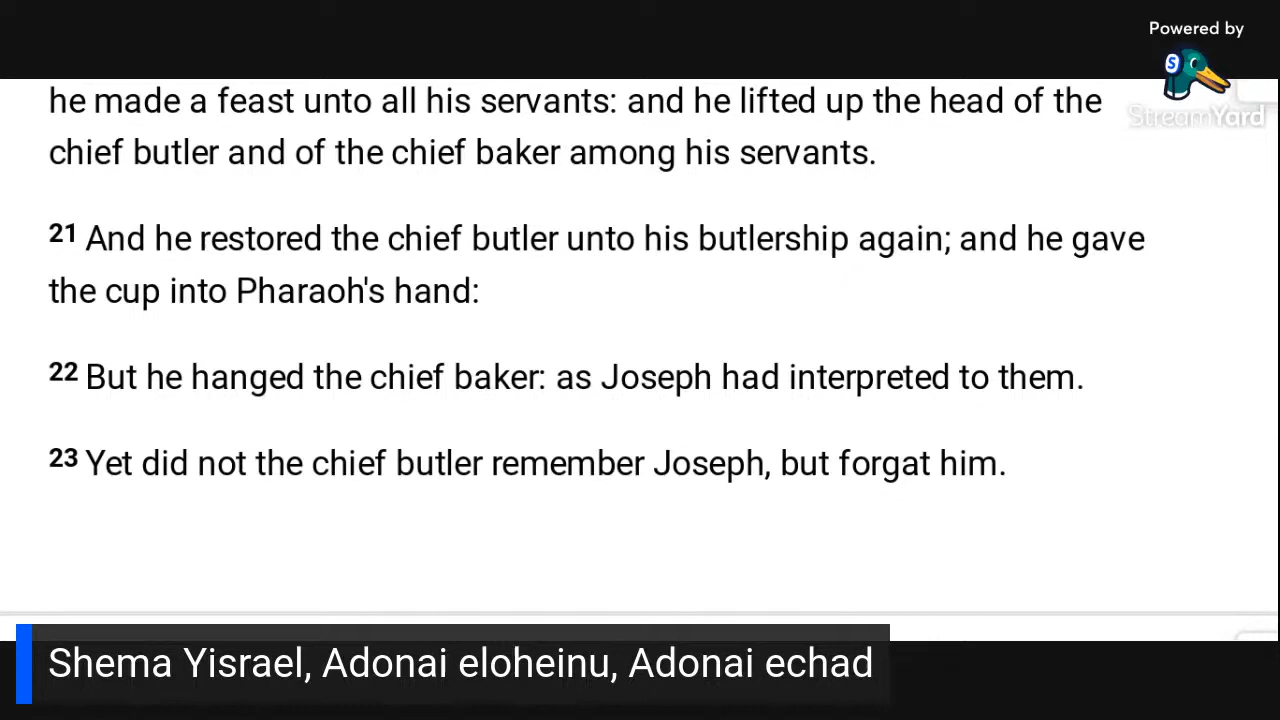 Powered by
StreamYard
he made a feast unto all his servants: and he lifted up the head of the
chief butler and of the chief baker among his servants.
21 And he restored the chief butler unto his butlership again; and he gave
the cup into Pharaoh's hand:
22 But he hanged the chief baker: as Joseph had interpreted to them.
23 Yet did not the chief butler remember Joseph, but forgat him.
Shema Yisrael, Adonai eloheinu, Adonai echad